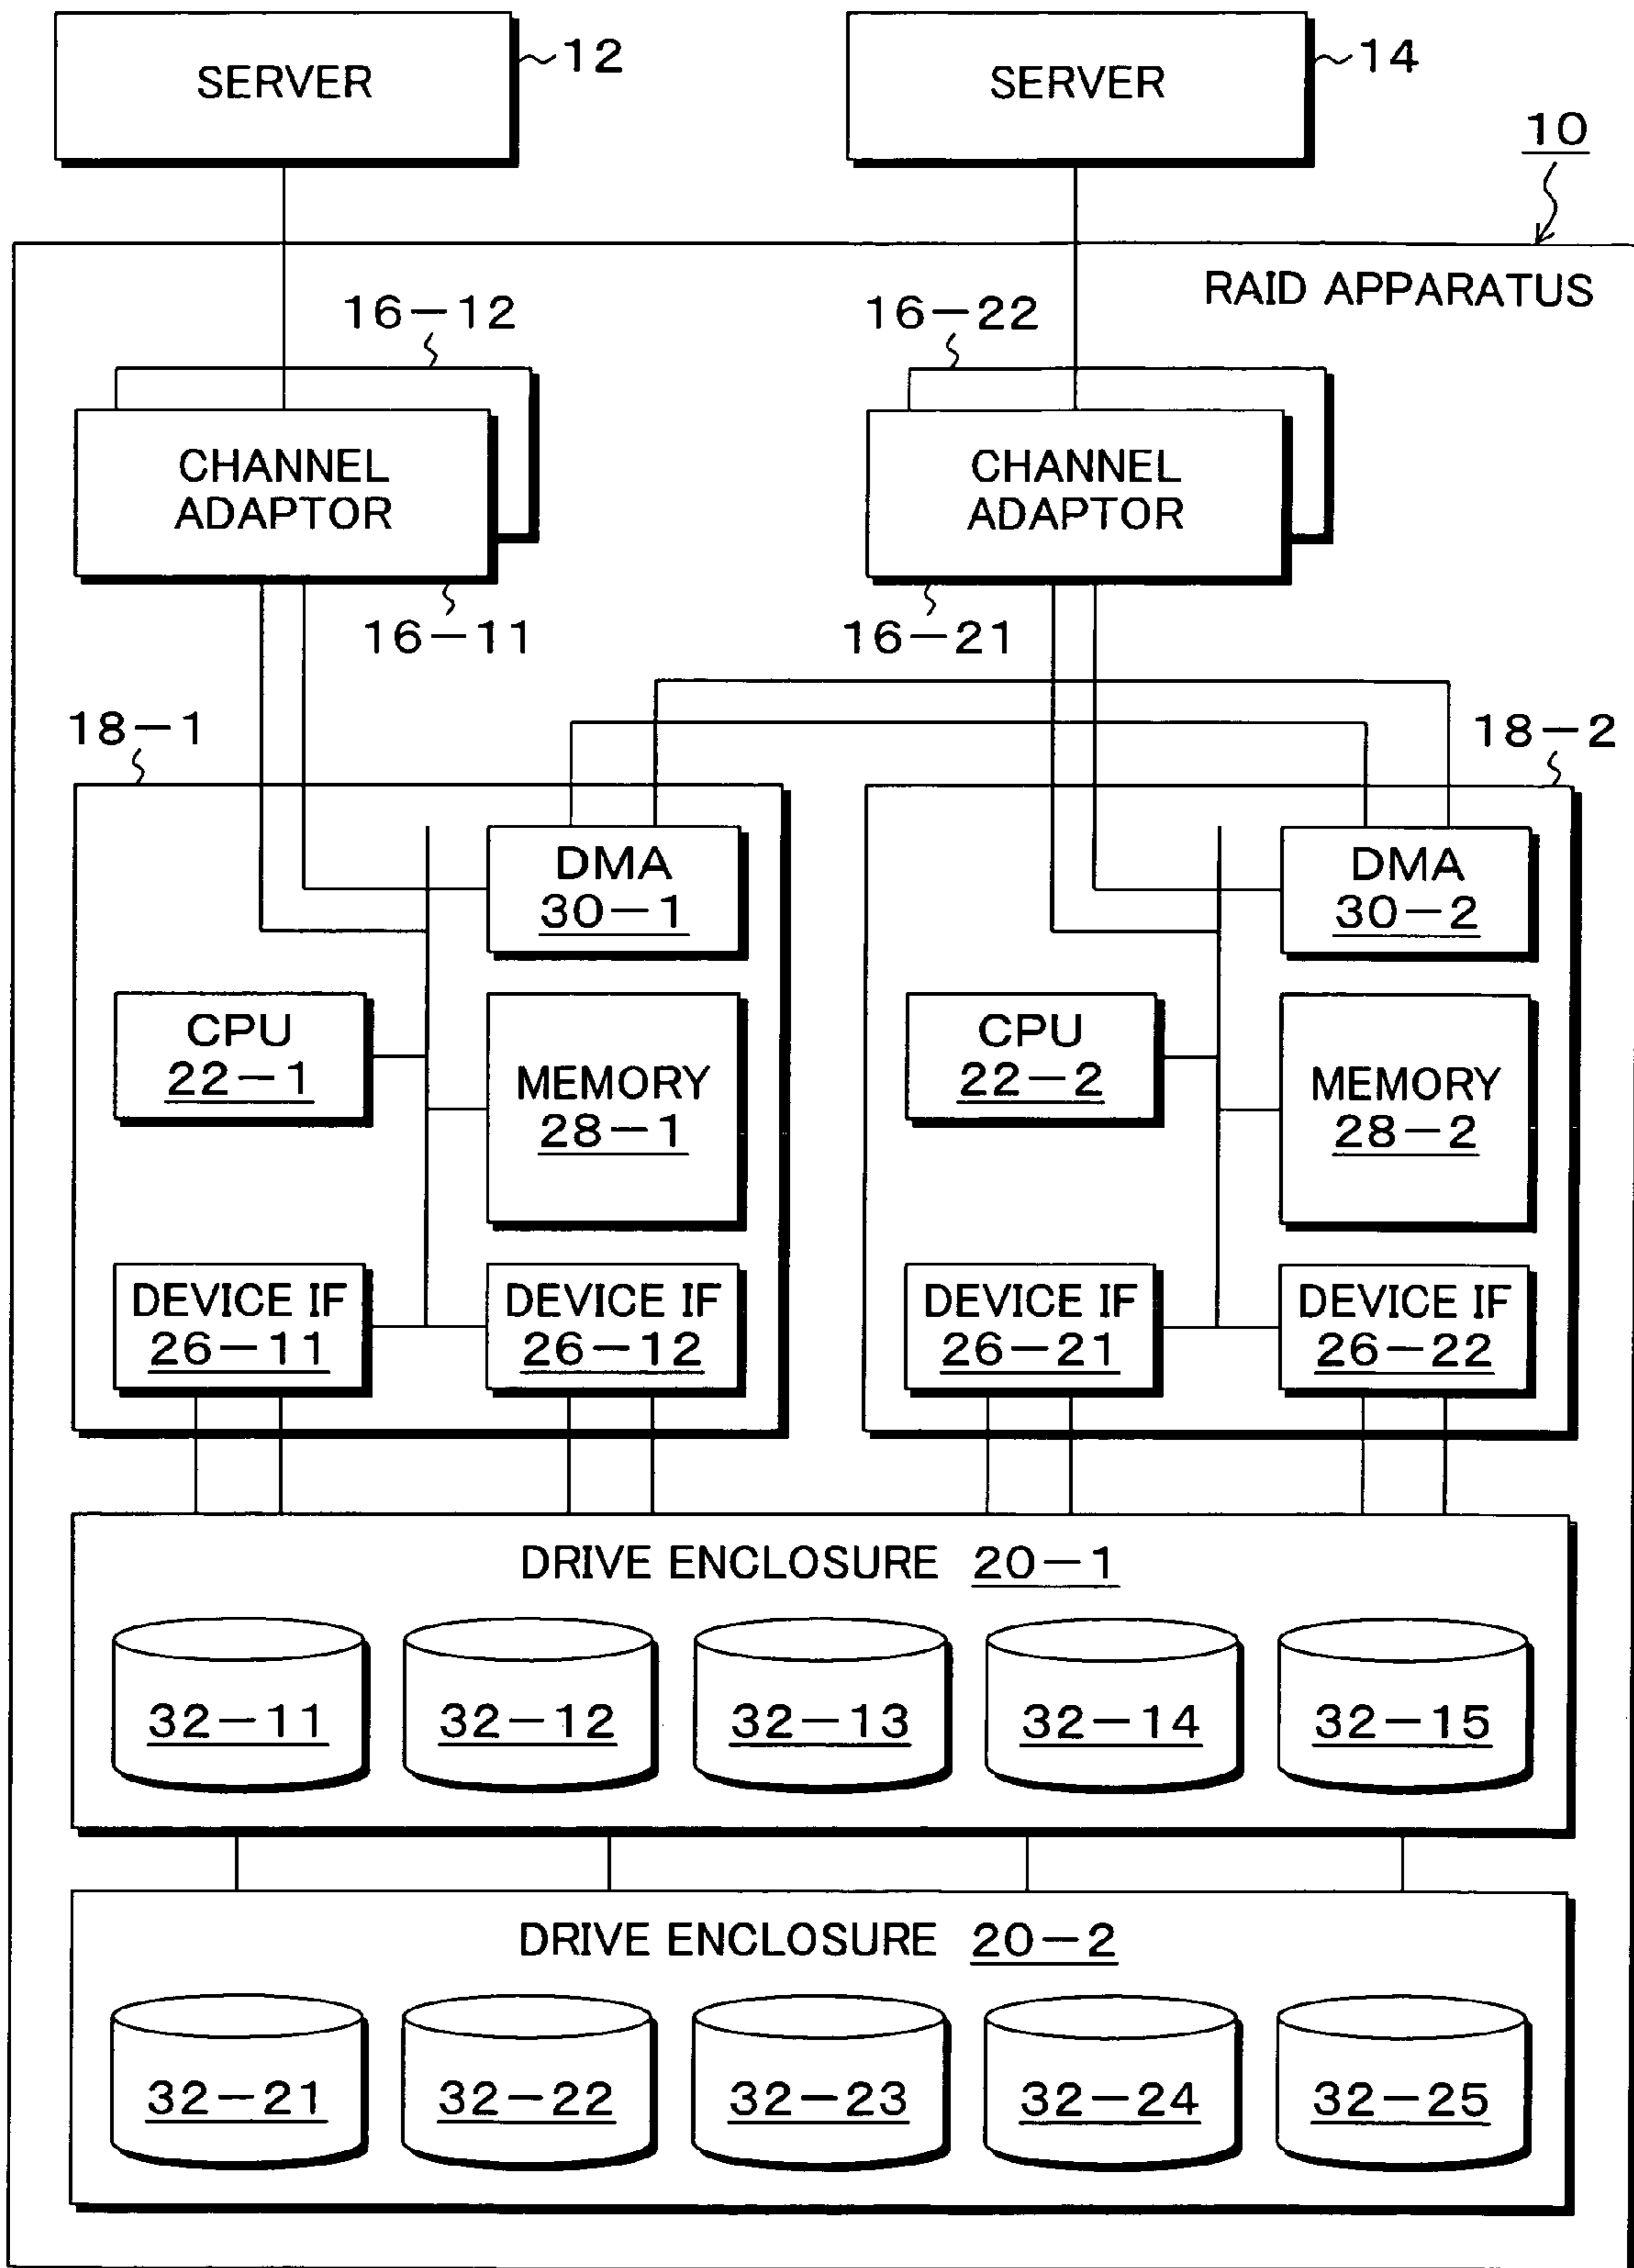 SERVER
12
SERVER
14
10
RAID APPARATUS
16-12
16-22
CHANNEL
ADAPTOR
CHANNEL
ADAPTOR
16-11
16-21
18-1
18-2
DMA
30-1
DMA
30-2
CPU
22-1
MEMORY
28-1
CPU
22-2
MEMORY
28-2
DEVICE IF
26-11
DEVICE IF
26-12
DEVICE IF
26-21
DEVICE IF
26-22
DRIVE ENCLOSURE 20-1
32-11
32-12
32-13
32-14
32-15
DRIVE ENCLOSURE 20-2
32-21
32-22
32-23
32-24
32-25